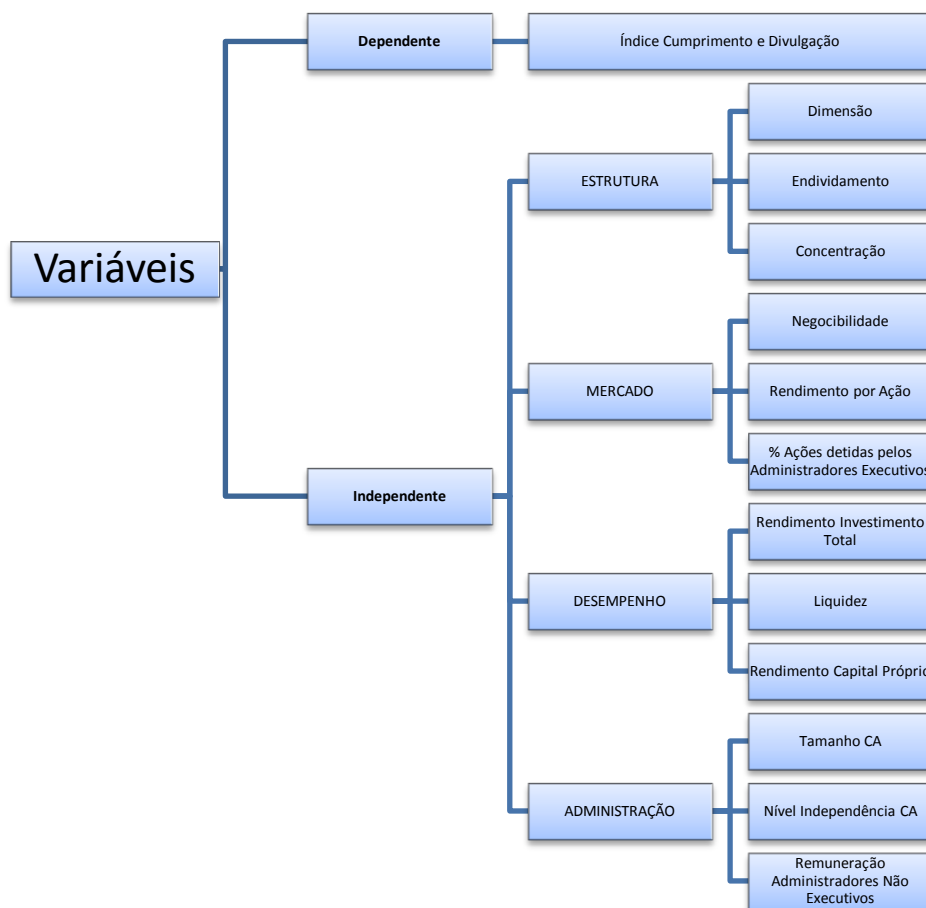 Dependente
Índice Cumprimento e Divulgação
Variáveis
Independente
ESTRUTURA
Dimensão
Endividamento
Concentração
MERCADO
Negocibilidade
Rendimento por Ação
% Ações detidas pelos
Administradores Executivos
DESEMPENHO
Rendimento Investimento
Total
Liquidez
Rendimento Capital Próprio
ADMINISTRAÇÃO
Tamanho CA
Nível Independência CA
Remuneração
Administradores Não
Executivos